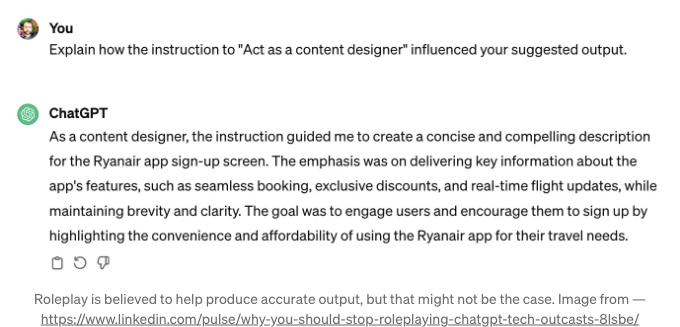 You
Explain how the instruction to "Act as a content designer" influenced your suggested output.
ChatGPT
As a content designer, the instruction guided me to create a concise and compelling description
for the Ryanair app sign-up screen. The emphasis was on delivering key information about the
app's features, such as seamless booking, exclusive discounts, and real-time flight updates, while
maintaining brevity and clarity. The goal was to engage users and encourage them to sign up by
highlighting the convenience and affordability of using the Ryanair app for their travel needs.
Roleplay is believed to help produce accurate output, but that might not be the case. Image from —
https://www.linkedin.com/pulse/why-you-should-stop-roleplaying-chatgpt-tech-outcasts-8lsbe/